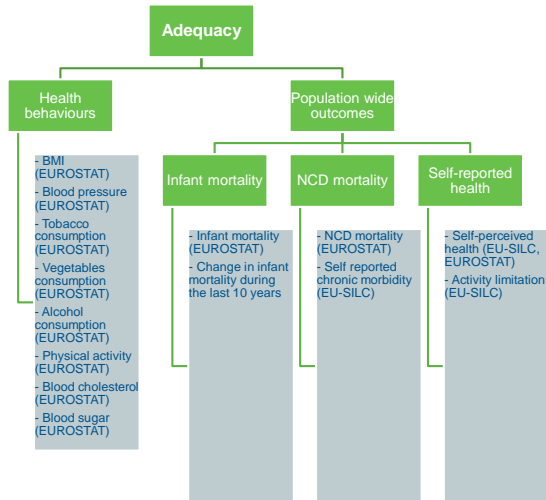 Adequacy
Health
behaviours
Population wide
outcomes
- BMI
(EUROSTAT)
- Blood pressure
(EUROSTAT)
- Tobacco
consumption
(EUROSTAT)
- Vegetables
consumption
(EUROSTAT)
- Alcohol
consumption
(EUROSTAT)
- Physical activity
(EUROSTAT)
- Blood cholesterol
(EUROSTAT)
- Blood sugar
(EUROSTAT)
Infant mortality
- Infant mortality
(EUROSTAT)
- Change in infant
mortality during
the last 10 years
NCD mortality
- NCD mortality
(EUROSTAT)
- Self reported
chronic morbidity
(EU-SILC)
Self-reported
health
- Self-perceived
health (EU-SILC,
EUROSTAT)
- Activity limitation
(EU-SILC)